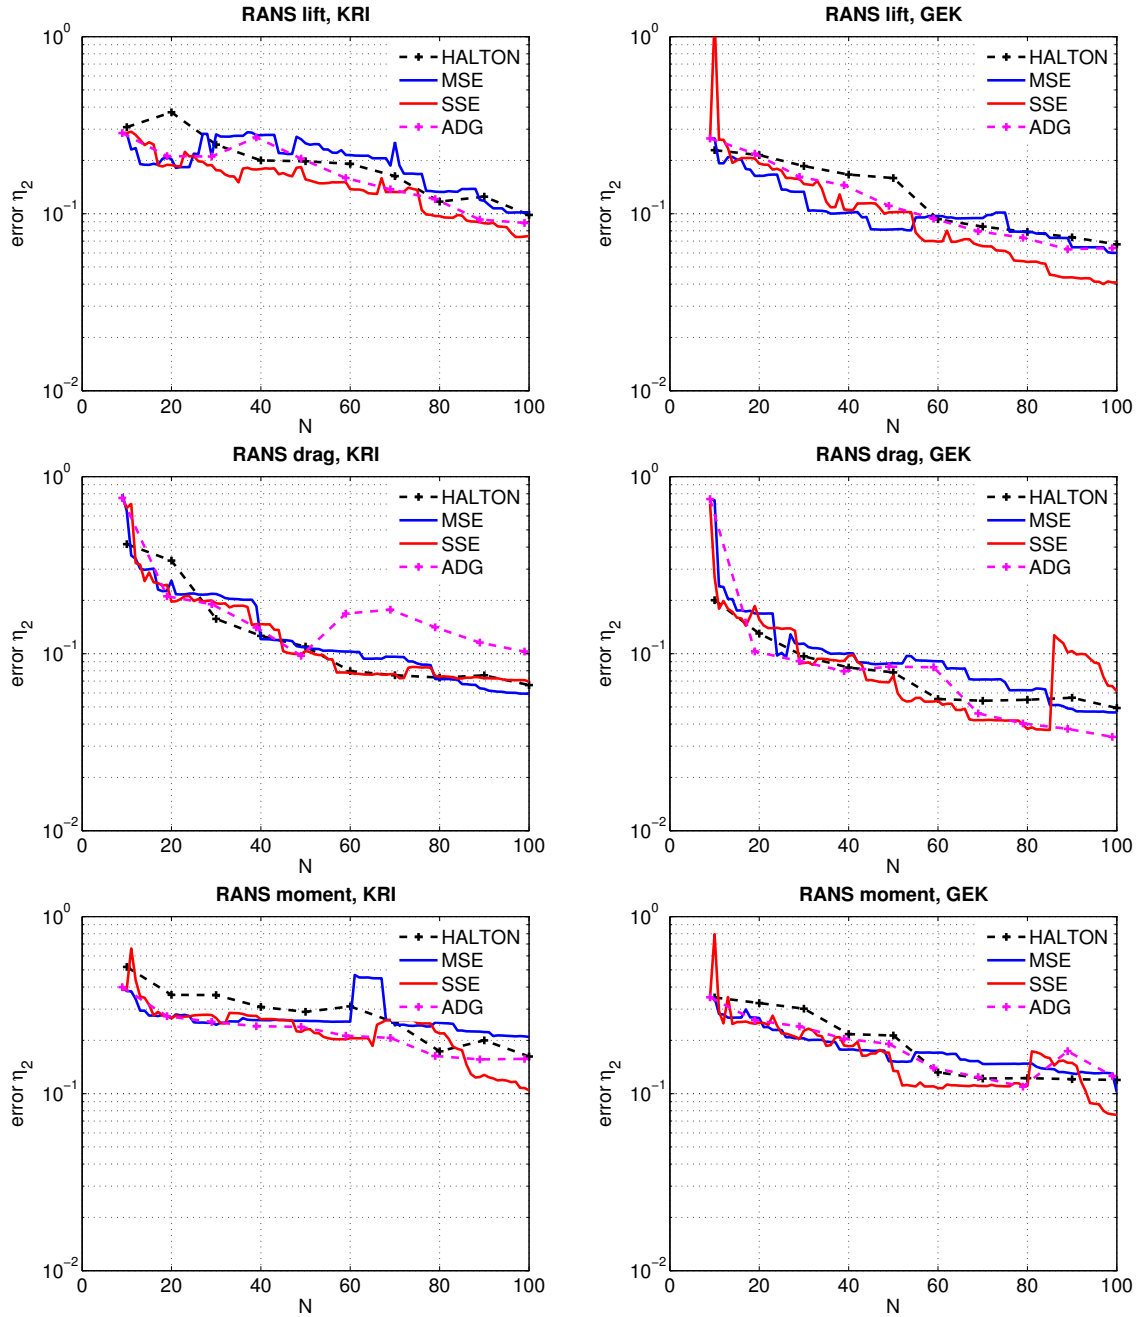 RANS lift, KRI
10^0
HALTON
MSE
SSE
ADG
error η_2
10^-1
10^-2
0 20 40 60 80 100
N
RANS lift, GEK
10^0
HALTON
MSE
SSE
ADG
error η_2
10^-1
10^-2
0 20 40 60 80 100
N
RANS drag, KRI
10^0
HALTON
MSE
SSE
ADG
error η_2
10^-1
10^-2
0 20 40 60 80 100
N
RANS drag, GEK
10^0
HALTON
MSE
SSE
ADG
error η_2
10^-1
10^-2
0 20 40 60 80 100
N
RANS moment, KRI
10^0
HALTON
MSE
SSE
ADG
error η_2
10^-1
10^-2
0 20 40 60 80 100
N
RANS moment, GEK
10^0
HALTON
MSE
SSE
ADG
error η_2
10^-1
10^-2
0 20 40 60 80 100
N